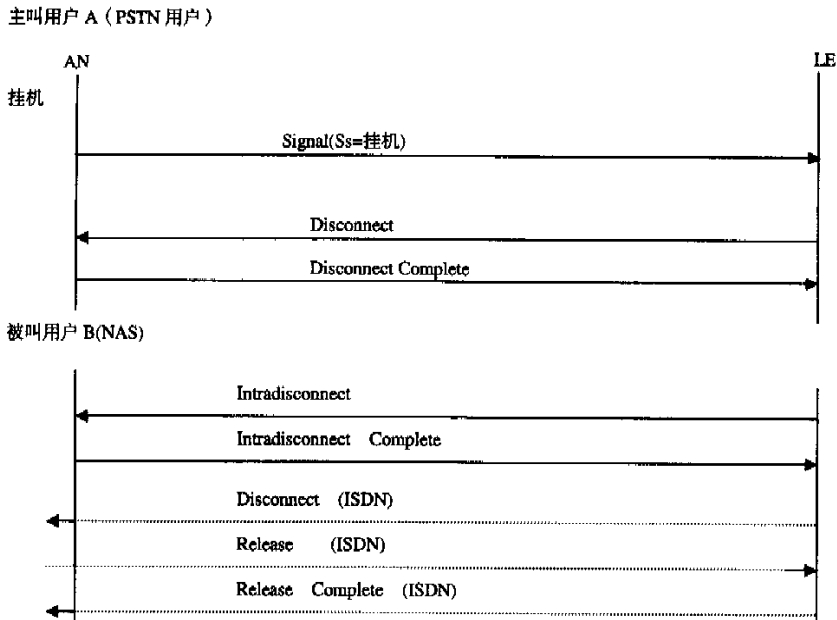 主叫用户 A（PSTN 用户）
AN
LE
挂机
Signal(Ss=挂机)
Disconnect
Disconnect Complete
被叫用户 B(NAS)
Intradisconnect
Intradisconnect Complete
Disconnect (ISDN)
Release (ISDN)
Release Complete (ISDN)